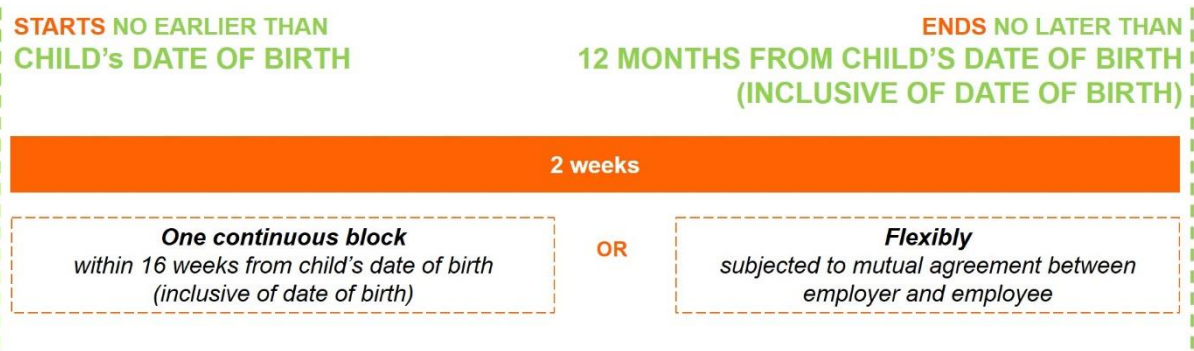 STARTS NO EARLIER THAN
CHILD's DATE OF BIRTH
ENDS NO LATER THAN
12 MONTHS FROM CHILD'S DATE OF BIRTH
(INCLUSIVE OF DATE OF BIRTH)
2 weeks
One continuous block
within 16 weeks from child's date of birth
(inclusive of date of birth)
OR
Flexibly
subjected to mutual agreement between
employer and employee